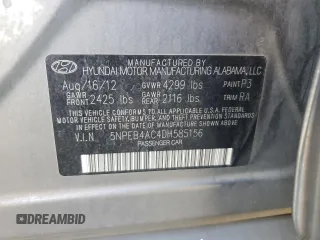 MANUFACTURED BY
HYUNDAI MOTOR MANUFACTURING ALABAMA, LLC
Aug/16/12 GVWR 4299 lbs PAINT P3
GAWR FRONT 2425 lbs GAWR REAR 2116 lbs TRIM RA
THIS VEHICLE CONFORMS TO ALL APPLICABLE U.S.A. FEDERAL
MOTOR VEHICLE SAFETY, BUMPER, AND THEFT PREVENTION
STANDARDS IN EFFECT ON THE DATE OF MANUFACTURE SHOWN ABOVE.
V.I.N. 5NPEB4AC4DH585156
PASSENGER CAR
© DREAMBID
BIDFAX